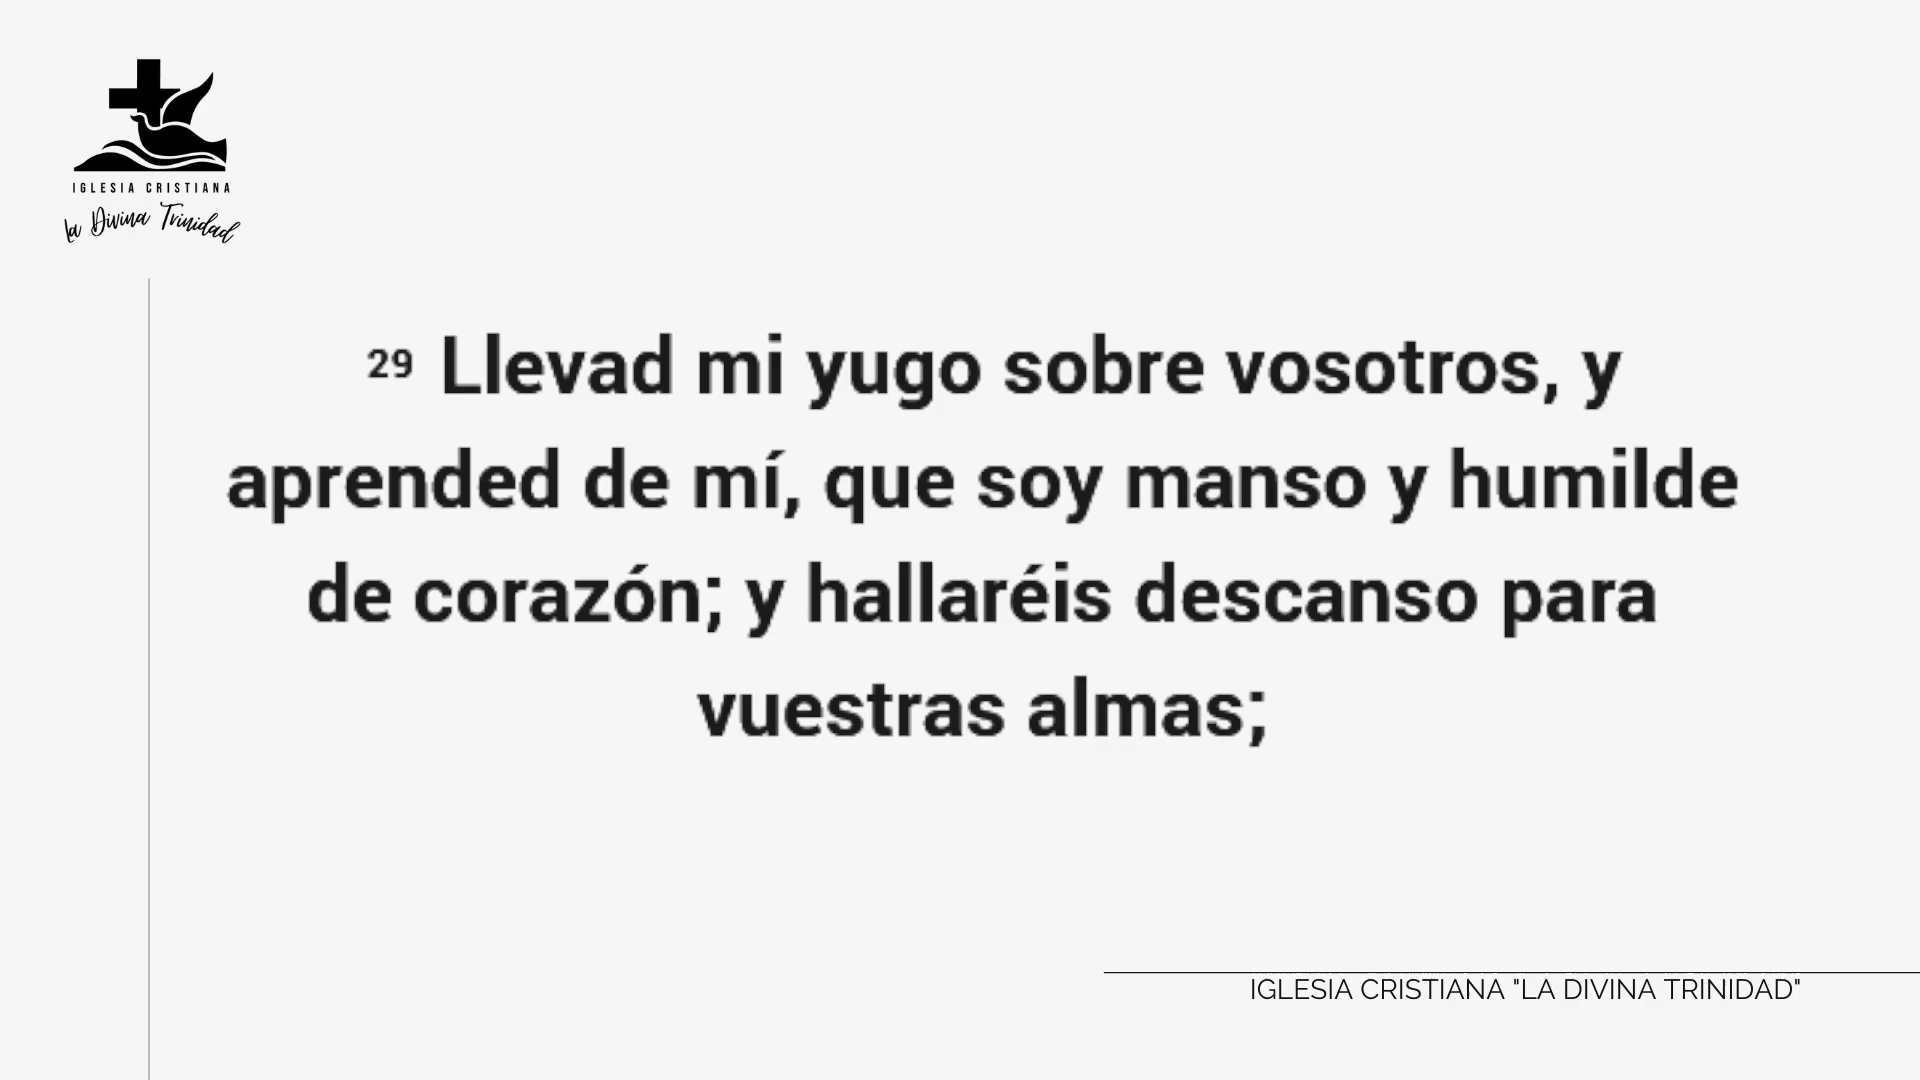 IGLESIA CRISTIANA
La Divina Trinidad
29 Llevad mi yugo sobre vosotros, y
aprended de mí, que soy manso y humilde
de corazón; y hallaréis descanso para
vuestras almas;
IGLESIA CRISTIANA "LA DIVINA TRINIDAD"